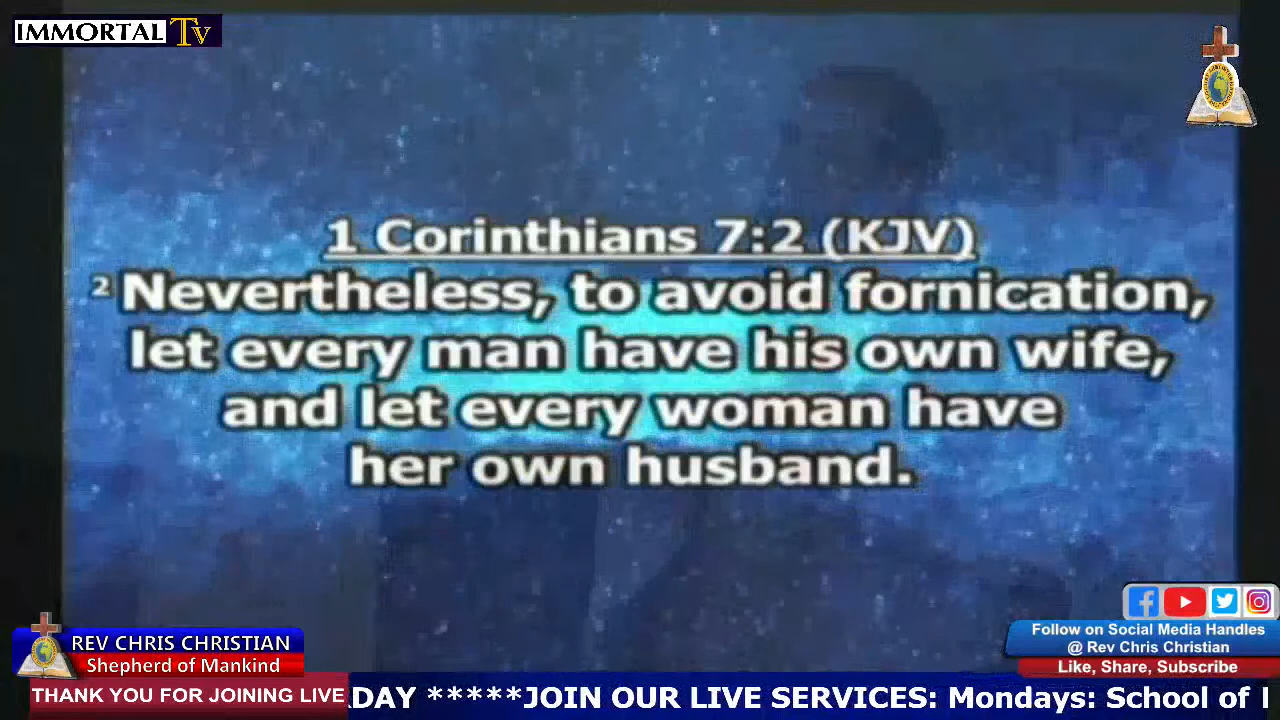 IMMORTAL Tv
1 Corinthians 7:2 (KJV)
2 Nevertheless, to avoid fornication,
let every man have his own wife,
and let every woman have
her own husband.
REV CHRIS CHRISTIAN
Shepherd of Mankind
Follow on Social Media Handles
@ Rev Chris Christian
Like, Share, Subscribe
THANK YOU FOR JOINING LIVE
DAY *****JOIN OUR LIVE SERVICES: Mondays: School of